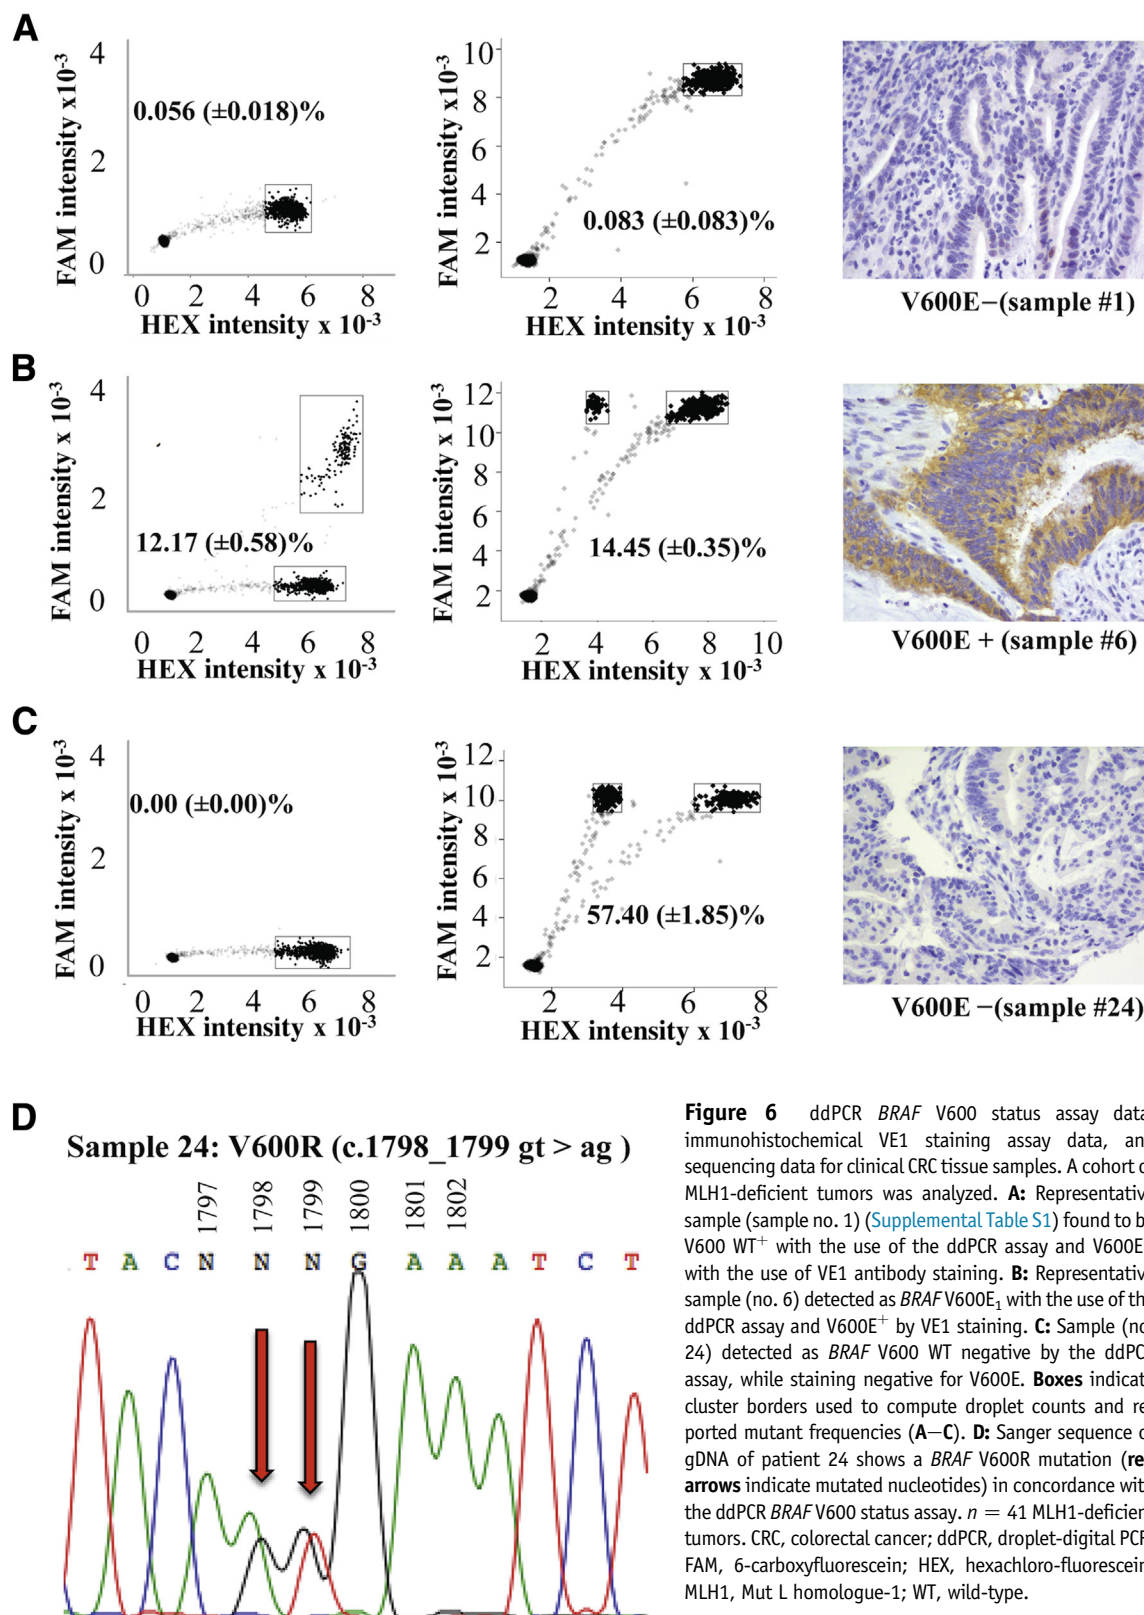 A
FAM intensity x10-3
4
2
0
0.056 (±0.018)%
0 2 4 6 8
HEX intensity x 10-3
FAM intensity x10-3
10
8
6
4
2
0.083 (±0.083)%
2 4 6 8
HEX intensity x 10-3
V600E−(sample #1)
B
FAM intensity x 10-3
4
2
0
12.17 (±0.58)%
0 2 4 6 8
HEX intensity x 10-3
FAM intensity x 10-3
12
10
8
6
4
2
14.45 (±0.35)%
2 4 6 8 10
HEX intensity x 10-3
V600E + (sample #6)
C
FAM intensity x 10-3
4
2
0
0.00 (±0.00)%
0 2 4 6 8
HEX intensity x 10-3
FAM intensity x 10-3
12
10
8
6
4
2
57.40 (±1.85)%
2 4 6 8
HEX intensity x 10-3
V600E −(sample #24)
D
Sample 24: V600R (c.1798_1799 gt > ag )
1797 1798 1799 1800 1801 1802
T A C N N N G A A A T C T
Figure 6 ddPCR BRAF V600 status assay data
immunohistochemical VE1 staining assay data, an
sequencing data for clinical CRC tissue samples. A cohort o
MLH1-deficient tumors was analyzed. A: Representativ
sample (sample no. 1) (Supplemental Table S1) found to b
V600 WT+ with the use of the ddPCR assay and V600E
with the use of VE1 antibody staining. B: Representativ
sample (no. 6) detected as BRAF V600E1 with the use of th
ddPCR assay and V600E+ by VE1 staining. C: Sample (no
24) detected as BRAF V600 WT negative by the ddPC
assay, while staining negative for V600E. Boxes indicat
cluster borders used to compute droplet counts and re
ported mutant frequencies (A−C). D: Sanger sequence o
gDNA of patient 24 shows a BRAF V600R mutation (re
arrows indicate mutated nucleotides) in concordance wit
the ddPCR BRAF V600 status assay. n = 41 MLH1-deficien
tumors. CRC, colorectal cancer; ddPCR, droplet-digital PCR
FAM, 6-carboxyfluorescein; HEX, hexachloro-fluorescein
MLH1, Mut L homologue-1; WT, wild-type.